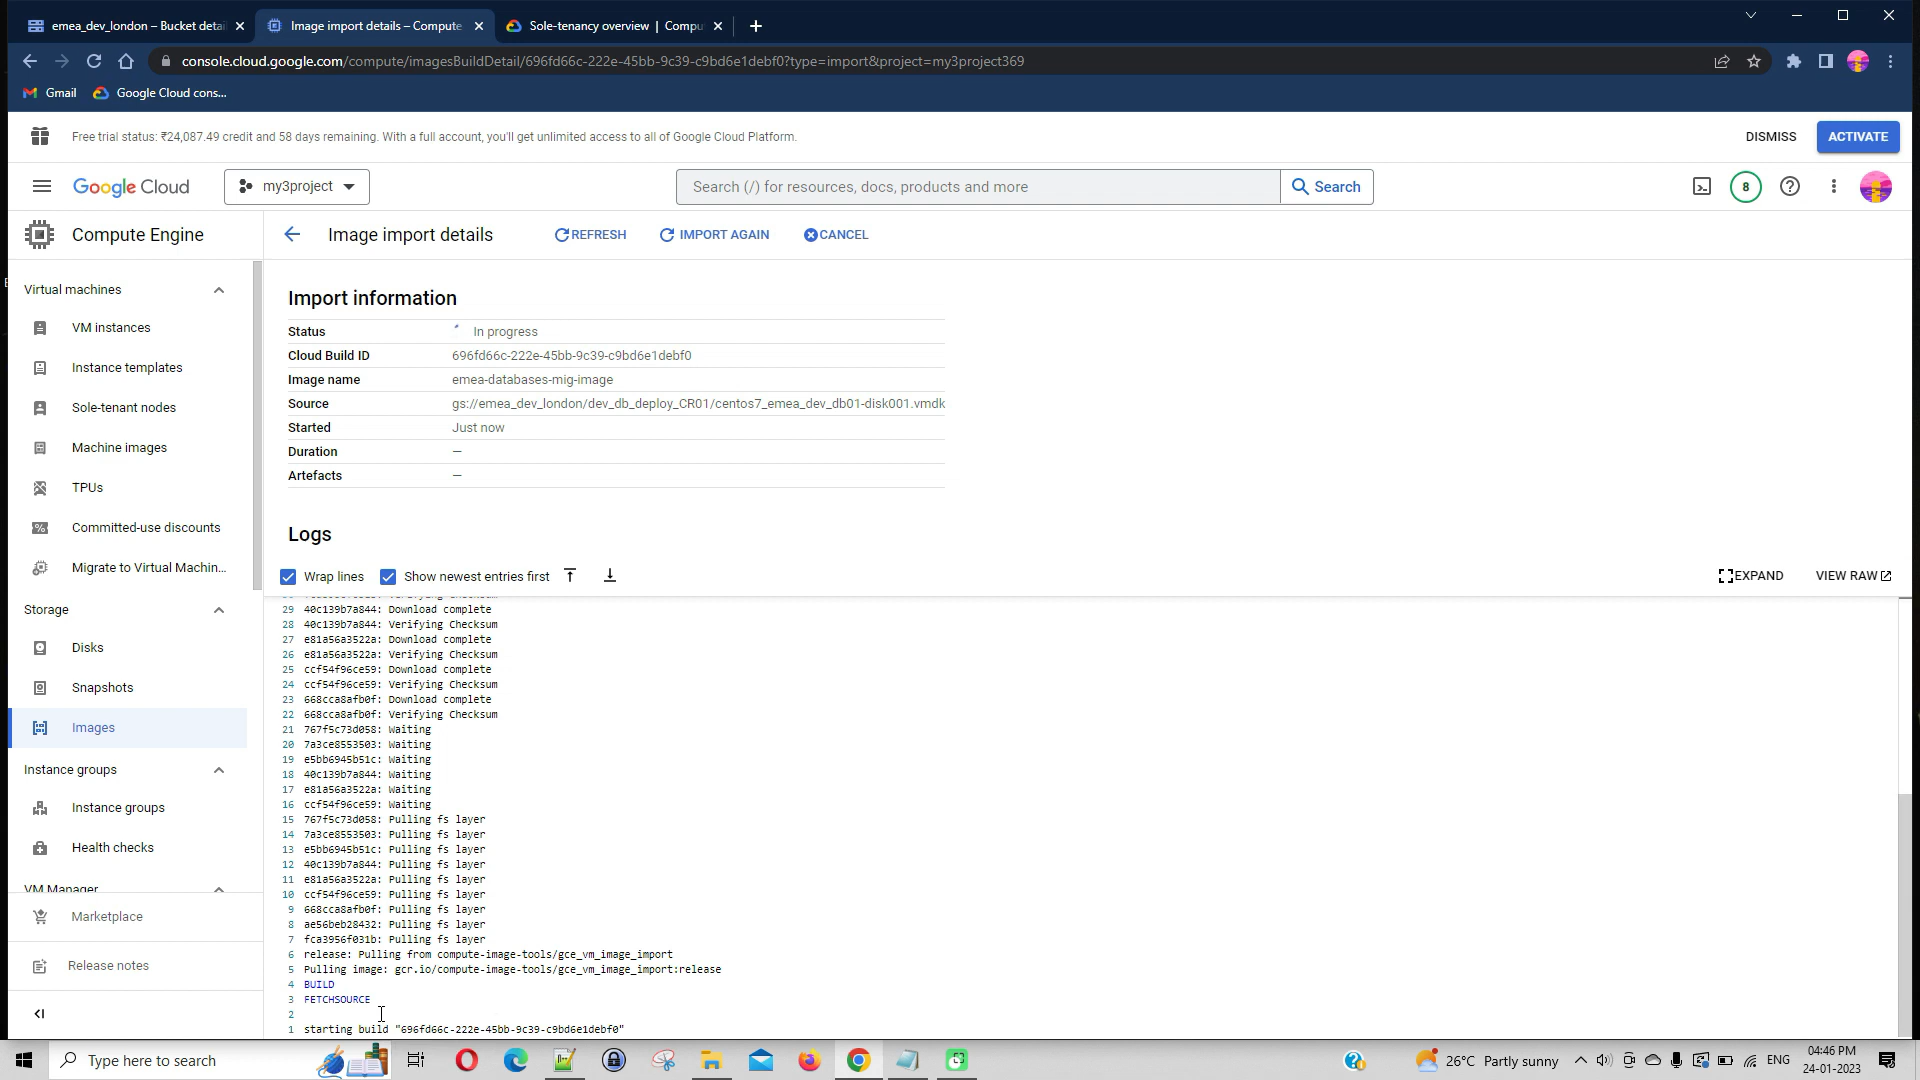 emea_dev_london – Bucket detai
Image import details – Compute
Sole-tenancy overview | Compu
console.cloud.google.com/compute/imagesBuildDetail/696fd66c-222e-45bb-9c39-c9bd6e1debf0?type=import&project=my3project369
Gmail
Google Cloud cons...
Free trial status: ₹24,087.49 credit and 58 days remaining. With a full account, you'll get unlimited access to all of Google Cloud Platform.
DISMISS
ACTIVATE
Google Cloud
my3project
Search (/) for resources, docs, products and more
Search
8
Compute Engine
Image import details
REFRESH
IMPORT AGAIN
CANCEL
Virtual machines
VM instances
Instance templates
Sole-tenant nodes
Machine images
TPUs
Committed-use discounts
Migrate to Virtual Machin...
Storage
Disks
Snapshots
Images
Instance groups
Instance groups
Health checks
VM Manager
Marketplace
Release notes
Import information
Status In progress
Cloud Build ID 696fd66c-222e-45bb-9c39-c9bd6e1debf0
Image name emea-databases-mig-image
Source gs://emea_dev_london/dev_db_deploy_CR01/centos7_emea_dev_db01-disk001.vmdk
Started Just now
Duration —
Artefacts —
Logs
Wrap lines
Show newest entries first
EXPAND
VIEW RAW
29 40c139b7a844: Download complete
28 40c139b7a844: Verifying Checksum
27 e81a56a3522a: Download complete
26 e81a56a3522a: Verifying Checksum
25 ccf54f96ce59: Download complete
24 ccf54f96ce59: Verifying Checksum
23 668cca8afb0f: Download complete
22 668cca8afb0f: Verifying Checksum
21 767f5c73d058: Waiting
20 7a3ce8553503: Waiting
19 e5bb6945b51c: Waiting
18 40c139b7a844: Waiting
17 e81a56a3522a: Waiting
16 ccf54f96ce59: Waiting
15 767f5c73d058: Pulling fs layer
14 7a3ce8553503: Pulling fs layer
13 e5bb6945b51c: Pulling fs layer
12 40c139b7a844: Pulling fs layer
11 e81a56a3522a: Pulling fs layer
10 ccf54f96ce59: Pulling fs layer
9 668cca8afb0f: Pulling fs layer
8 ae56beb28432: Pulling fs layer
7 fca3956f031b: Pulling fs layer
6 release: Pulling from compute-image-tools/gce_vm_image_import
5 Pulling image: gcr.io/compute-image-tools/gce_vm_image_import:release
4 BUILD
3 FETCHSOURCE
2
1 starting build "696fd66c-222e-45bb-9c39-c9bd6e1debf0"
Type here to search
26°C Partly sunny
ENG
04:46 PM
24-01-2023